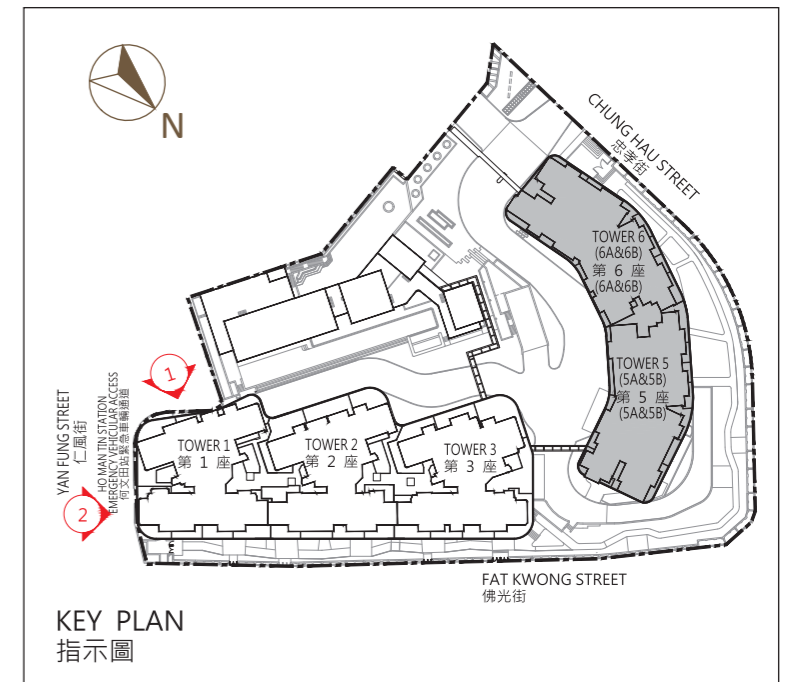 N
CHUNG HAU STREET
忠孝街
TOWER 6
(6A&6B)
第 6 座
(6A&6B)
TOWER 5
(5A&5B)
第 5 座
(5A&5B)
1
YAN FUNG STREET
仁風街
HO MAN TIN STATION
EMERGENCY VEHICULAR ACCESS
何文田站緊急車輛通道
TOWER 1
第 1 座
TOWER 2
第 2 座
TOWER 3
第 3 座
2
FAT KWONG STREET
佛光街
KEY PLAN
指示圖